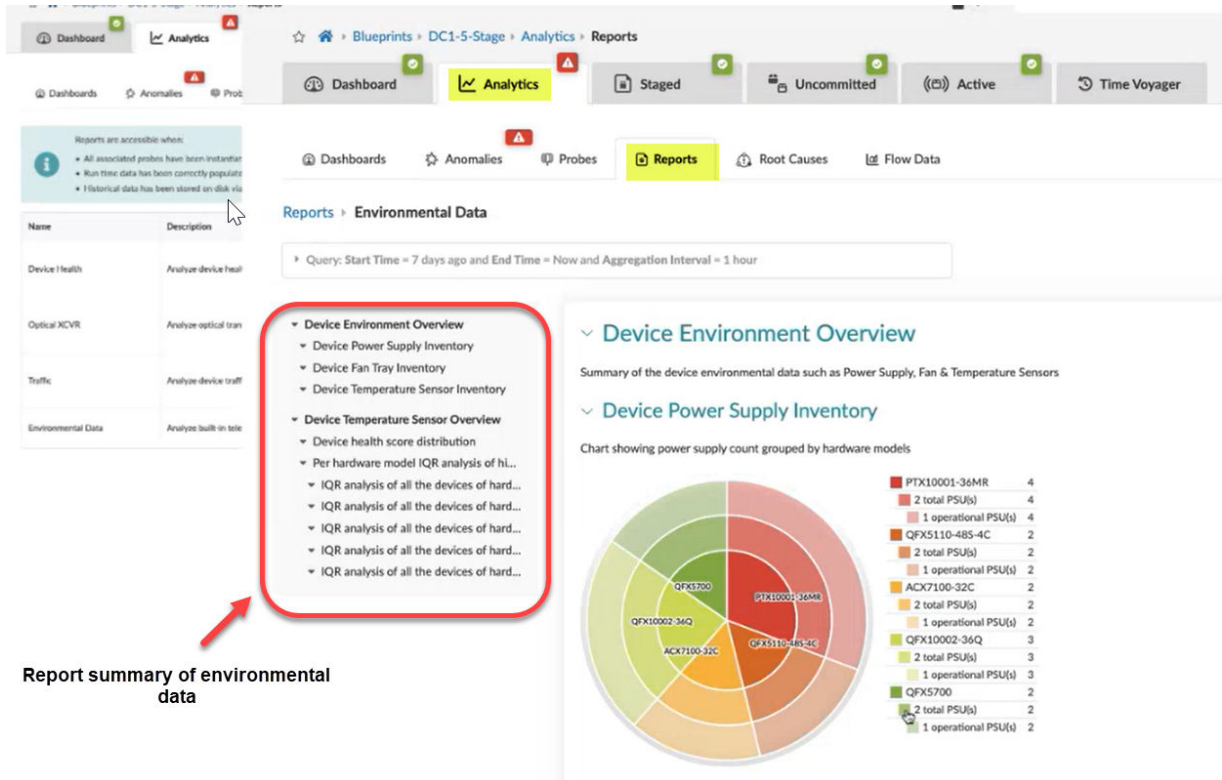 Dashboard
Analytics
Dashboards
Anomalies
Prob
Reports are accessible when:
• All associated probes have been instantiat
• Run time data has been correctly populate
• Historical data has been stored on disk via
Name
Description
Device Health
Analyze device heal
Optical XCVR
Analyze optical tran
Traffic
Analyze device traff
Environmental Data
Analyze built-in tele
Blueprints DC1-5-Stage Analytics Reports
Dashboard
Analytics
Staged
Uncommitted
Active
Time Voyager
Dashboards
Anomalies
Probes
Reports
Root Causes
Flow Data
Reports Environmental Data
Query: Start Time = 7 days ago and End Time = Now and Aggregation Interval = 1 hour
Device Environment Overview
Device Power Supply Inventory
Device Fan Tray Inventory
Device Temperature Sensor Inventory
Device Temperature Sensor Overview
Device health score distribution
Per hardware model IQR analysis of hi...
IQR analysis of all the devices of hard...
IQR analysis of all the devices of hard...
IQR analysis of all the devices of hard...
IQR analysis of all the devices of hard...
IQR analysis of all the devices of hard...
Report summary of environmental
data
Device Environment Overview
Summary of the device environmental data such as Power Supply, Fan & Temperature Sensors
Device Power Supply Inventory
Chart showing power supply count grouped by hardware models
QFX5700
PTX10001-36MR
QFX10002-36Q
QFX5110-48S-4C
ACX7100-32C
PTX10001-36MR 4
2 total PSU(s) 4
1 operational PSU(s) 4
QFX5110-48S-4C 2
2 total PSU(s) 2
1 operational PSU(s) 2
ACX7100-32C 2
2 total PSU(s) 2
1 operational PSU(s) 2
QFX10002-36Q 3
2 total PSU(s) 3
1 operational PSU(s) 3
QFX5700 2
2 total PSU(s) 2
1 operational PSU(s) 2